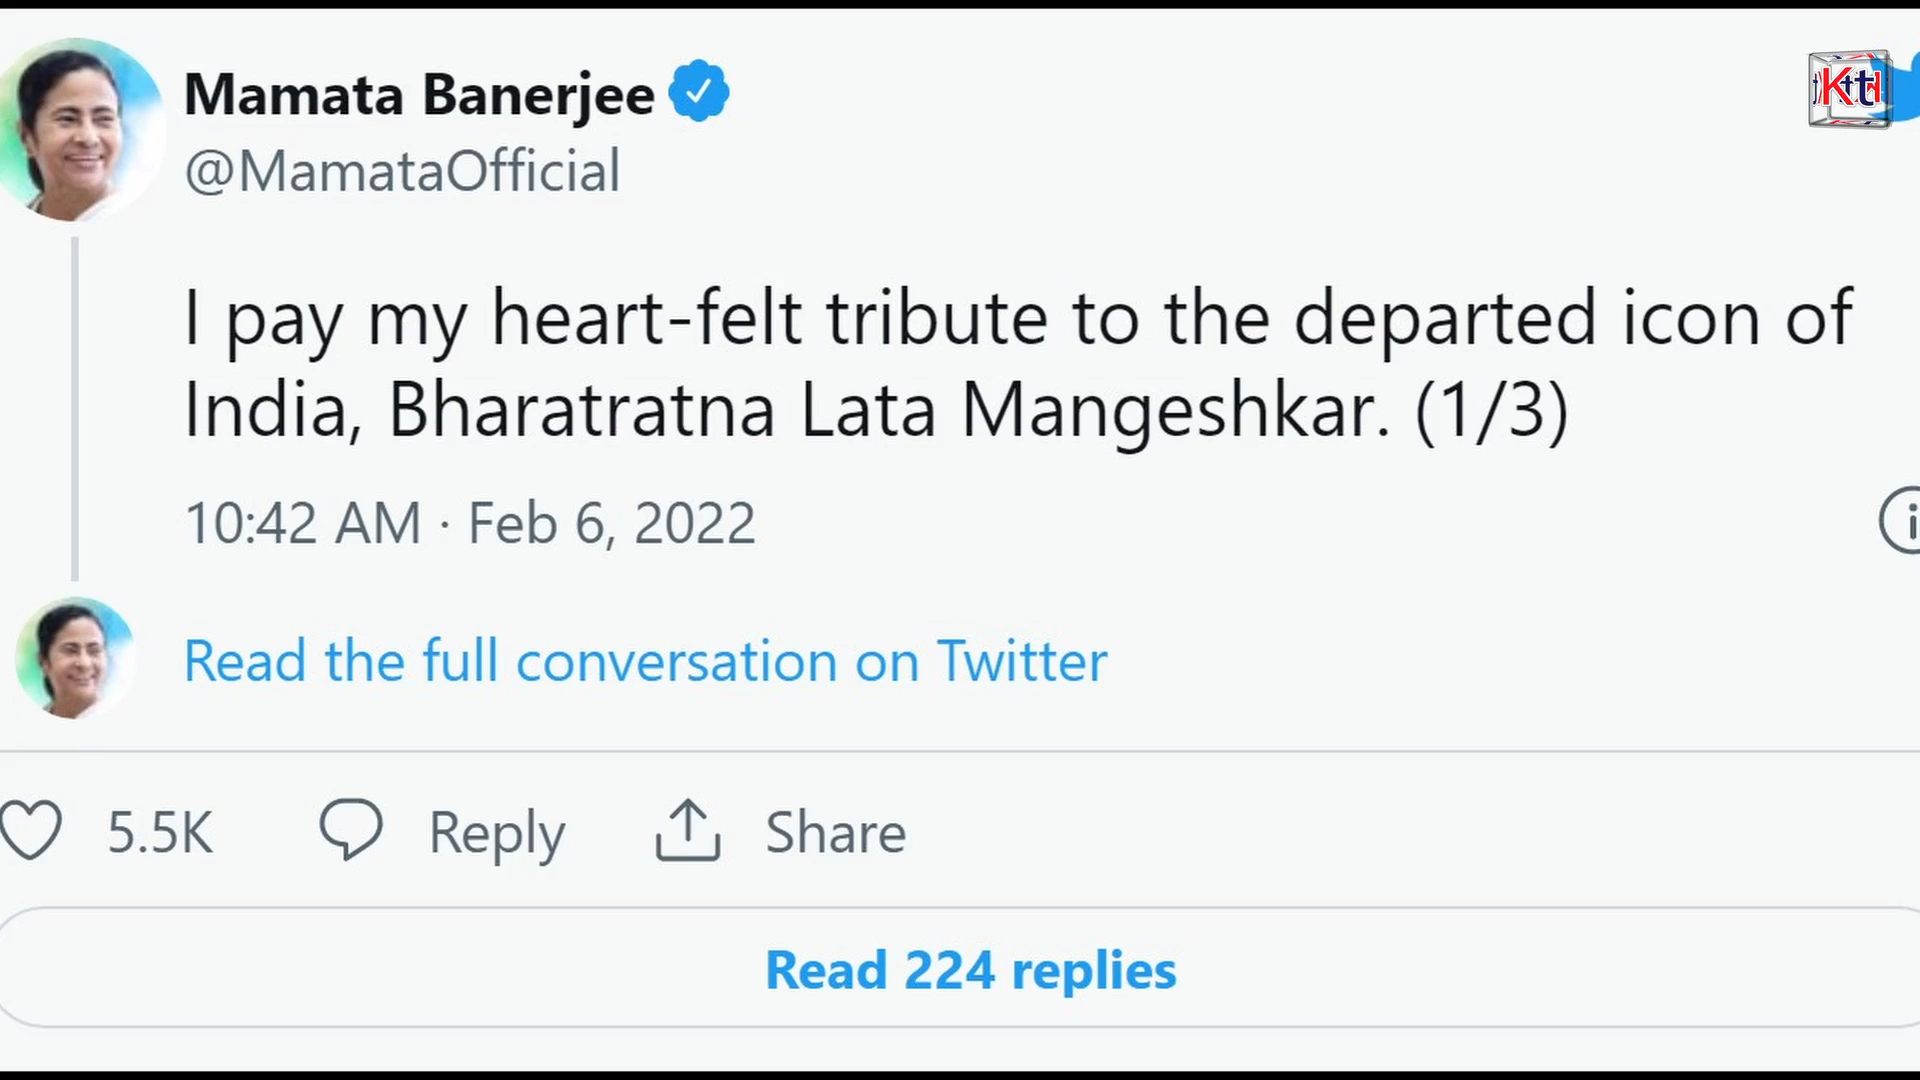 Mamata Banerjee
@MamataOfficial
Kt
I pay my heart-felt tribute to the departed icon of
India, Bharatratna Lata Mangeshkar. (1/3)
10:42 AM · Feb 6, 2022
Read the full conversation on Twitter
5.5K Reply Share
Read 224 replies